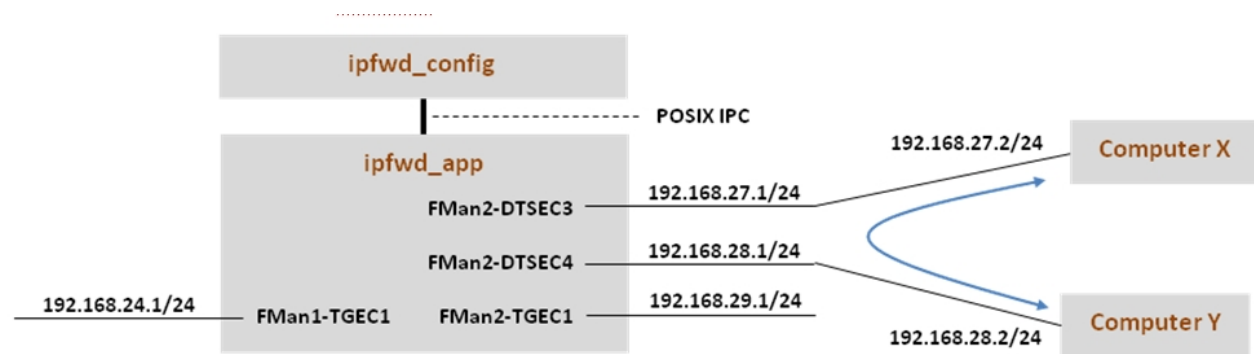 ipfwd_config
POSIX IPC
ipfwd_app
192.168.27.2/24
Computer X
FMan2-DTSEC3
192.168.27.1/24
FMan2-DTSEC4
192.168.28.1/24
192.168.24.1/24
FMan1-TGEC1
FMan2-TGEC1
192.168.29.1/24
192.168.28.2/24
Computer Y